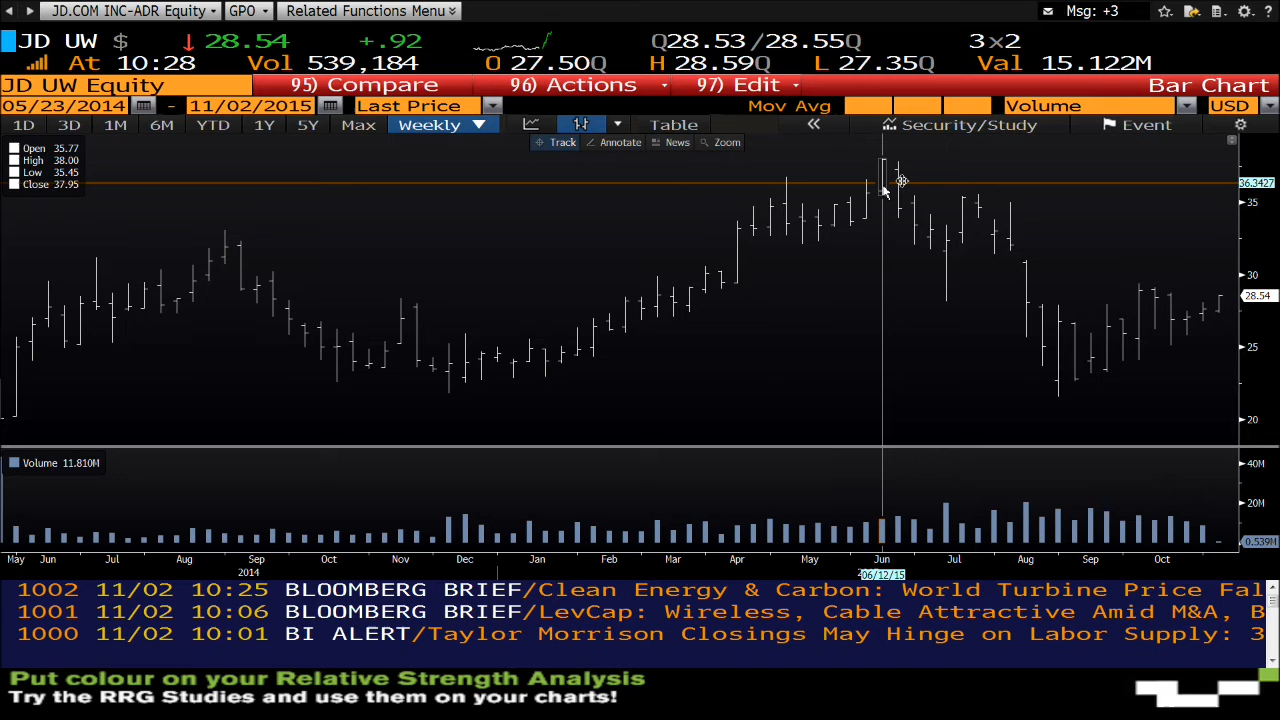 JD.COM INC-ADR Equity GPO Related Functions Menu Msg: +3
JD UW $ 28.54 +.92 Q28.53/28.55Q 3×2
At 10:28 Vol 539,184 O 27.50Q H 28.59Q L 27.35Q Val 15.122M
JD UW Equity 95) Compare 96) Actions 97) Edit Bar Chart
05/23/2014 - 11/02/2015 Last Price Mov Avg Volume USD
1D 3D 1M 6M YTD 1Y 5Y Max Weekly Table Security/Study Event
Track Annotate News Zoom
Open 35.77
High 38.00
Low 35.45
Close 37.95
36.3427
35
30
28.54
25
20
Volume 11.810M
40M
20M
0.539M
May Jun Jul Aug Sep Oct Nov Dec Jan Feb Mar Apr May Jun Jul Aug Sep Oct
2014 06/12/15
1002 11/02 10:25 BLOOMBERG BRIEF/Clean Energy & Carbon: World Turbine Price Fal
1001 11/02 10:06 BLOOMBERG BRIEF/LevCap: Wireless, Cable Attractive Amid M&A, B
1000 11/02 10:01 BI ALERT/Taylor Morrison Closings May Hinge on Labor Supply: 3
Put colour on your Relative Strength Analysis
Try the RRG Studies and use them on your charts!